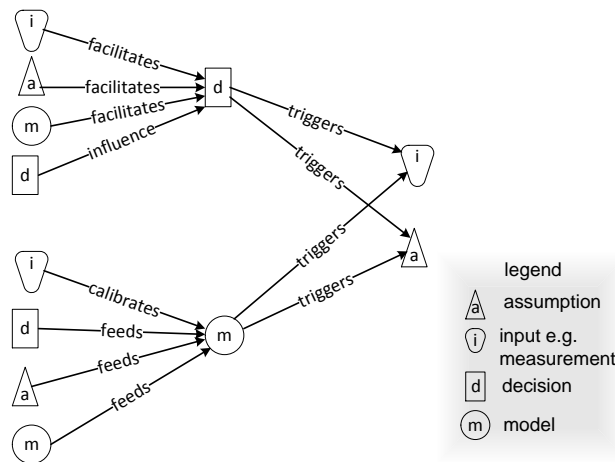 i
facilitates
a
facilitates
m
facilitates
d
influence
d
triggers
triggers
i
a
triggers
triggers
i
calibrates
d
feeds
a
feeds
m
feeds
m
legend
a assumption
i input e.g.
measurement
d decision
m model